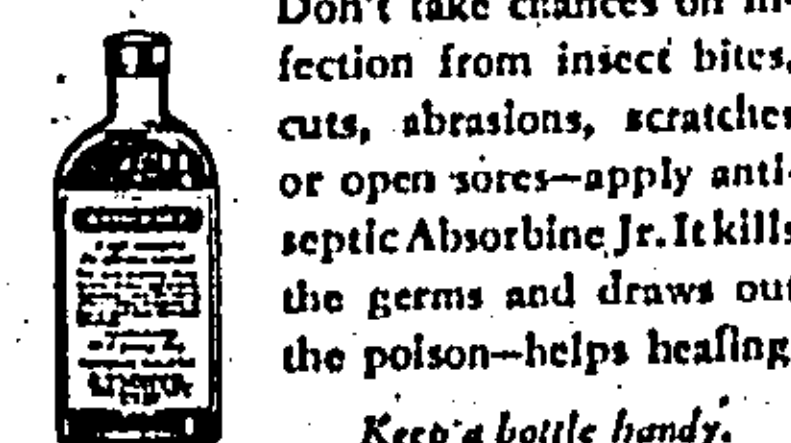 Don't take chances on in-
fection from insect bites,
cuts, abrasions, scratches
or open sores—apply anti-
septic Absorbine Jr. It kills
the germs and draws out
the poison—helps healing
Keep a bottle handy.